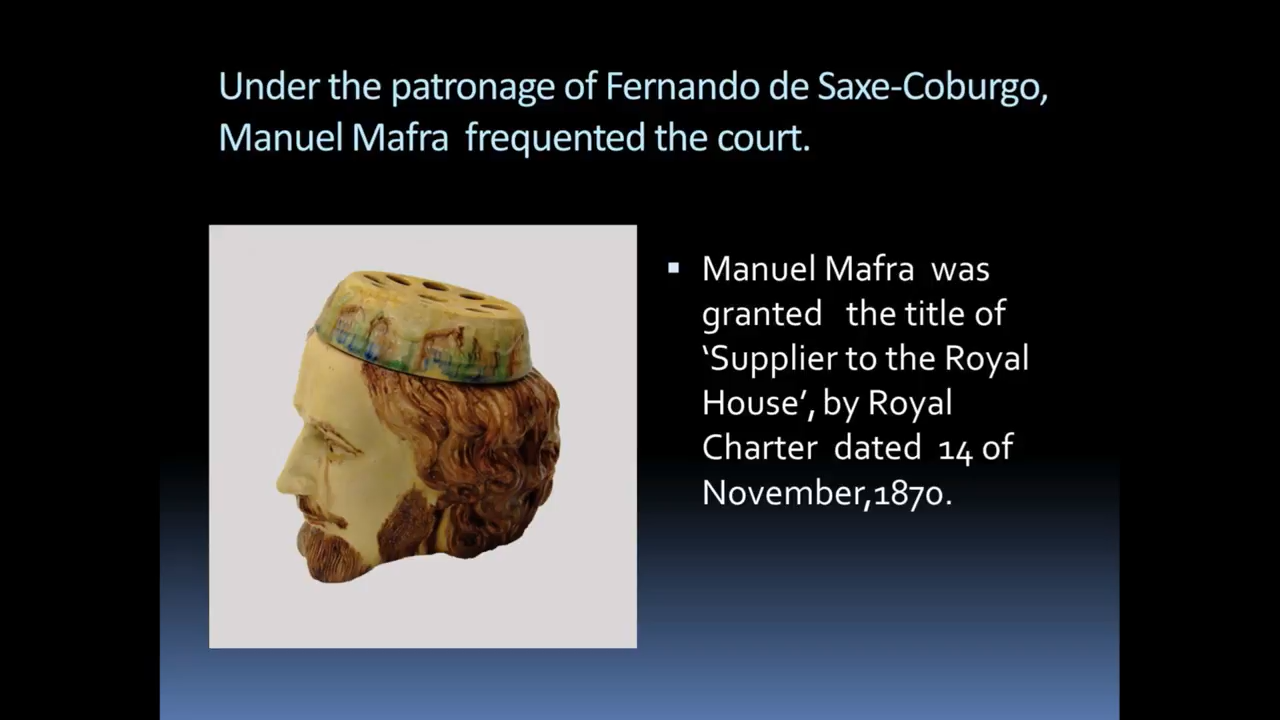 Under the patronage of Fernando de Saxe-Coburgo,
Manuel Mafra  frequented the court.
▪ Manuel Mafra  was
granted   the title of
‘Supplier to the Royal
House’, by Royal
Charter  dated  14 of
November,1870.